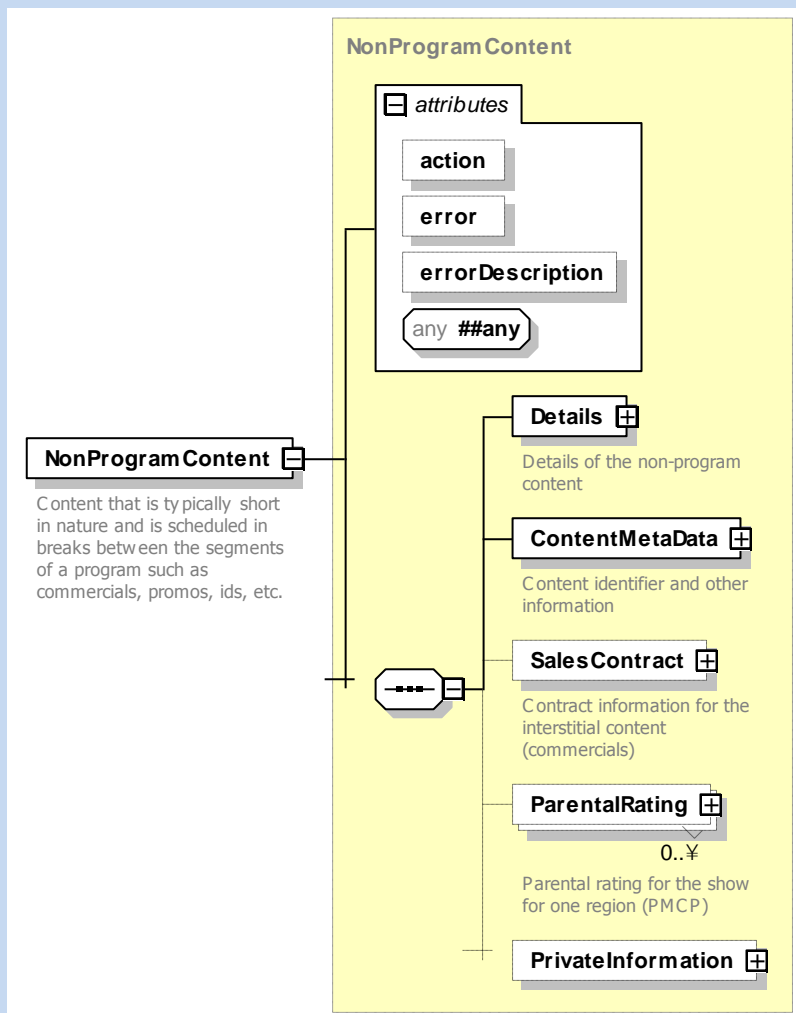 NonProgramContent
attributes
action
error
errorDescription
any ##any
NonProgramContent
Content that is typically short
in nature and is scheduled in
breaks between the segments
of a program such as
commercials, promos, ids, etc.
Details
Details of the non-program
content
ContentMetaData
Content identifier and other
information
SalesContract
Contract information for the
interstitial content
(commercials)
ParentalRating
0..¥
Parental rating for the show
for one region (PMCP)
PrivateInformation